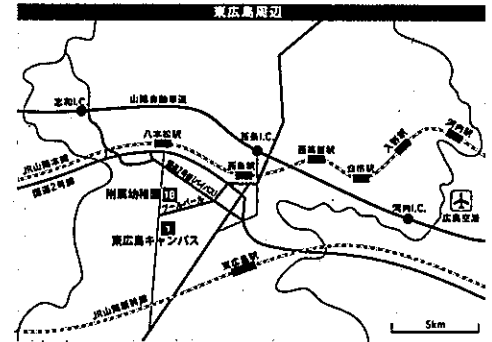 東広島周辺
志和I.C.
山陽自動車道
八本松駅
西条I.C.
西条駅
西高屋駅
白市駅
入野駅
河内駅
JR山陽本線
国道2号線
附属幼稚園
16
ブールバール
1
東広島キャンパス
河内I.C.
広島空港
東広島駅
JR山陽新幹線
5km